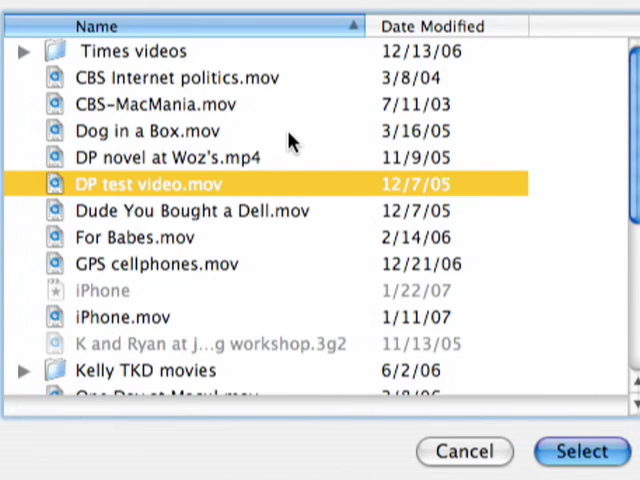 Name Date Modified
Times videos 12/13/06
CBS Internet politics.mov 3/8/04
CBS-MacMania.mov 7/11/03
Dog in a Box.mov 3/16/05
DP novel at Woz's.mp4 11/9/05
DP test video.mov 12/7/05
Dude You Bought a Dell.mov 12/7/05
For Babes.mov 2/14/06
GPS cellphones.mov 12/21/06
iPhone 1/22/07
iPhone.mov 1/11/07
K and Ryan at j...g workshop.3g2 11/13/05
Kelly TKD movies 6/2/06
One Day at
Cancel Select